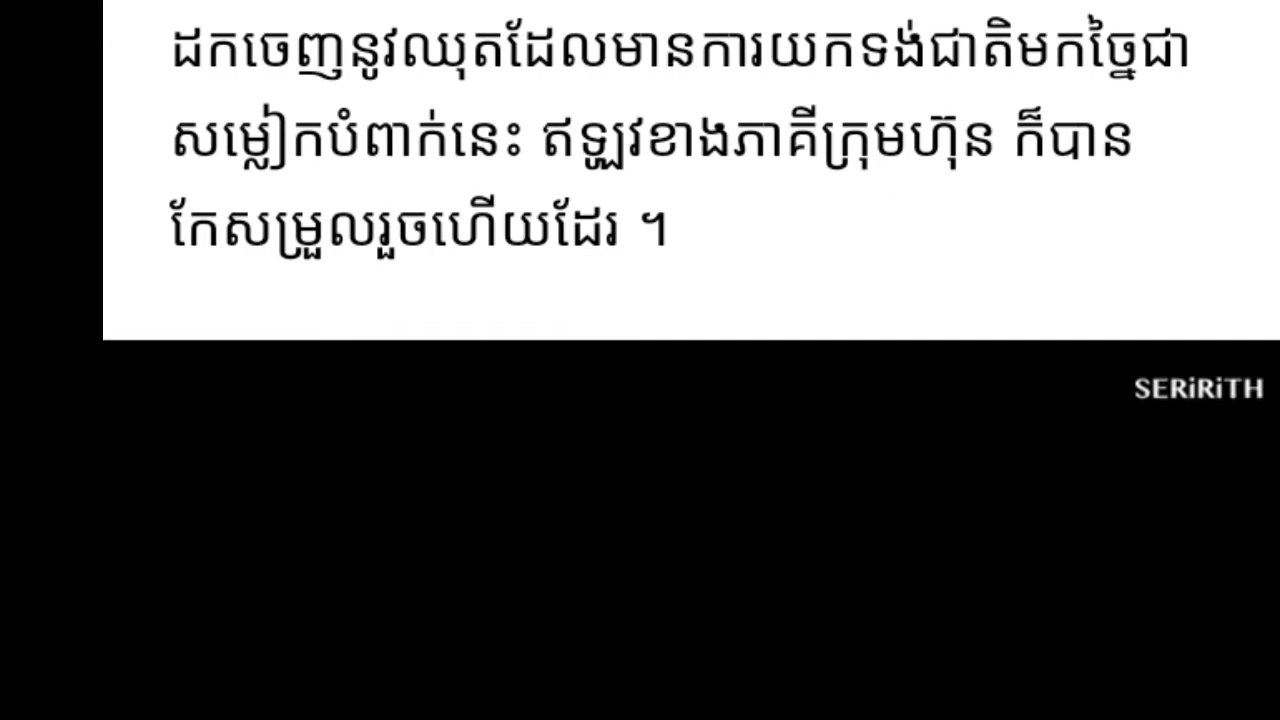 ដកចេញនូវឈុតដែលមានការយកទង់ជាតិមកច្នៃជា
សម្លៀកបំពាក់នេះ ឥឡូវខាងភាគីក្រុមហ៊ុន ក៏បាន
កែសម្រួលរួចហើយដែរ ។
SERiRiTH